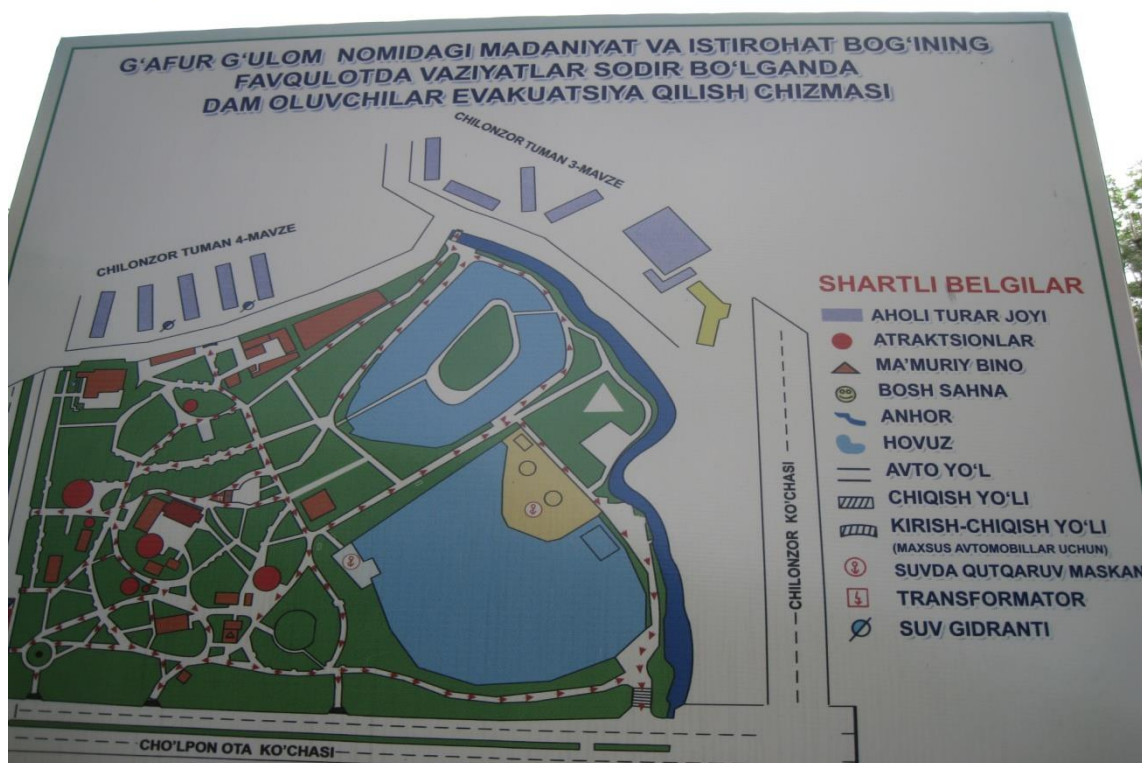 G'AFUR G'ULOM NOMIDAGI MADANIYAT VA ISTIROHAT BOG'INING
FAVQULOTDA VAZIYATLAR SODIR BO'LGANDA
DAM OLUVCHILAR EVAKUATSIYA QILISH CHIZMASI
CHILONZOR TUMAN 3-MAVZE
CHILONZOR TUMAN 4-MAVZE
SHARTLI BELGILAR
AHOLI TURAR JOYI
ATRAKTSIONLAR
MA'MURIY BINO
BOSH SAHNA
ANHOR
HOVUZ
AVTO YO'L
CHIQISH YO'LI
KIRISH-CHIQISH YO'LI
(MAXSUS AVTOMOBILLAR UCHUN)
SUVDA QUTQARUV MASKAN
TRANSFORMATOR
SUV GIDRANTI
CHILONZOR KO'CHASI
CHO'LPON OTA KO'CHASI